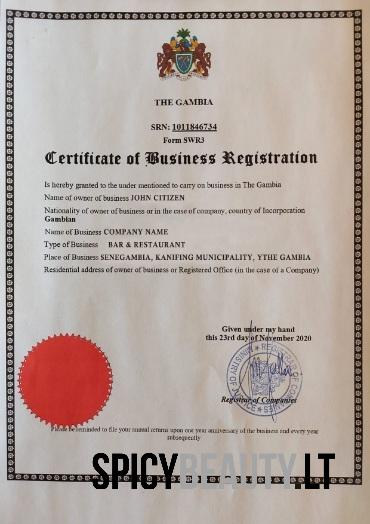 THE GAMBIA
SRN: 1011846734
Form SWR3
Certificate of Business Registration
Is hereby granted to the under mentioned to carry on business in The Gambia
Name of owner of business JOHN CITIZEN
Nationality of owner of business or in the case of company, country of Incorporation
Gambian
Name of Business COMPANY NAME
Type of Business BAR & RESTAURANT
Place of Business SENEGAMBIA, KANIFING MUNICIPALITY, YTHE GAMBIA
Residential address of owner of business or Registered Office (in the case of a Company)
Given under my hand
this 23rd day of November 2020
Registrar of Companies
Please be reminded to file your annual returns upon one year anniversary of the business and every year
subsequently
SPICYBEAUTY.LT